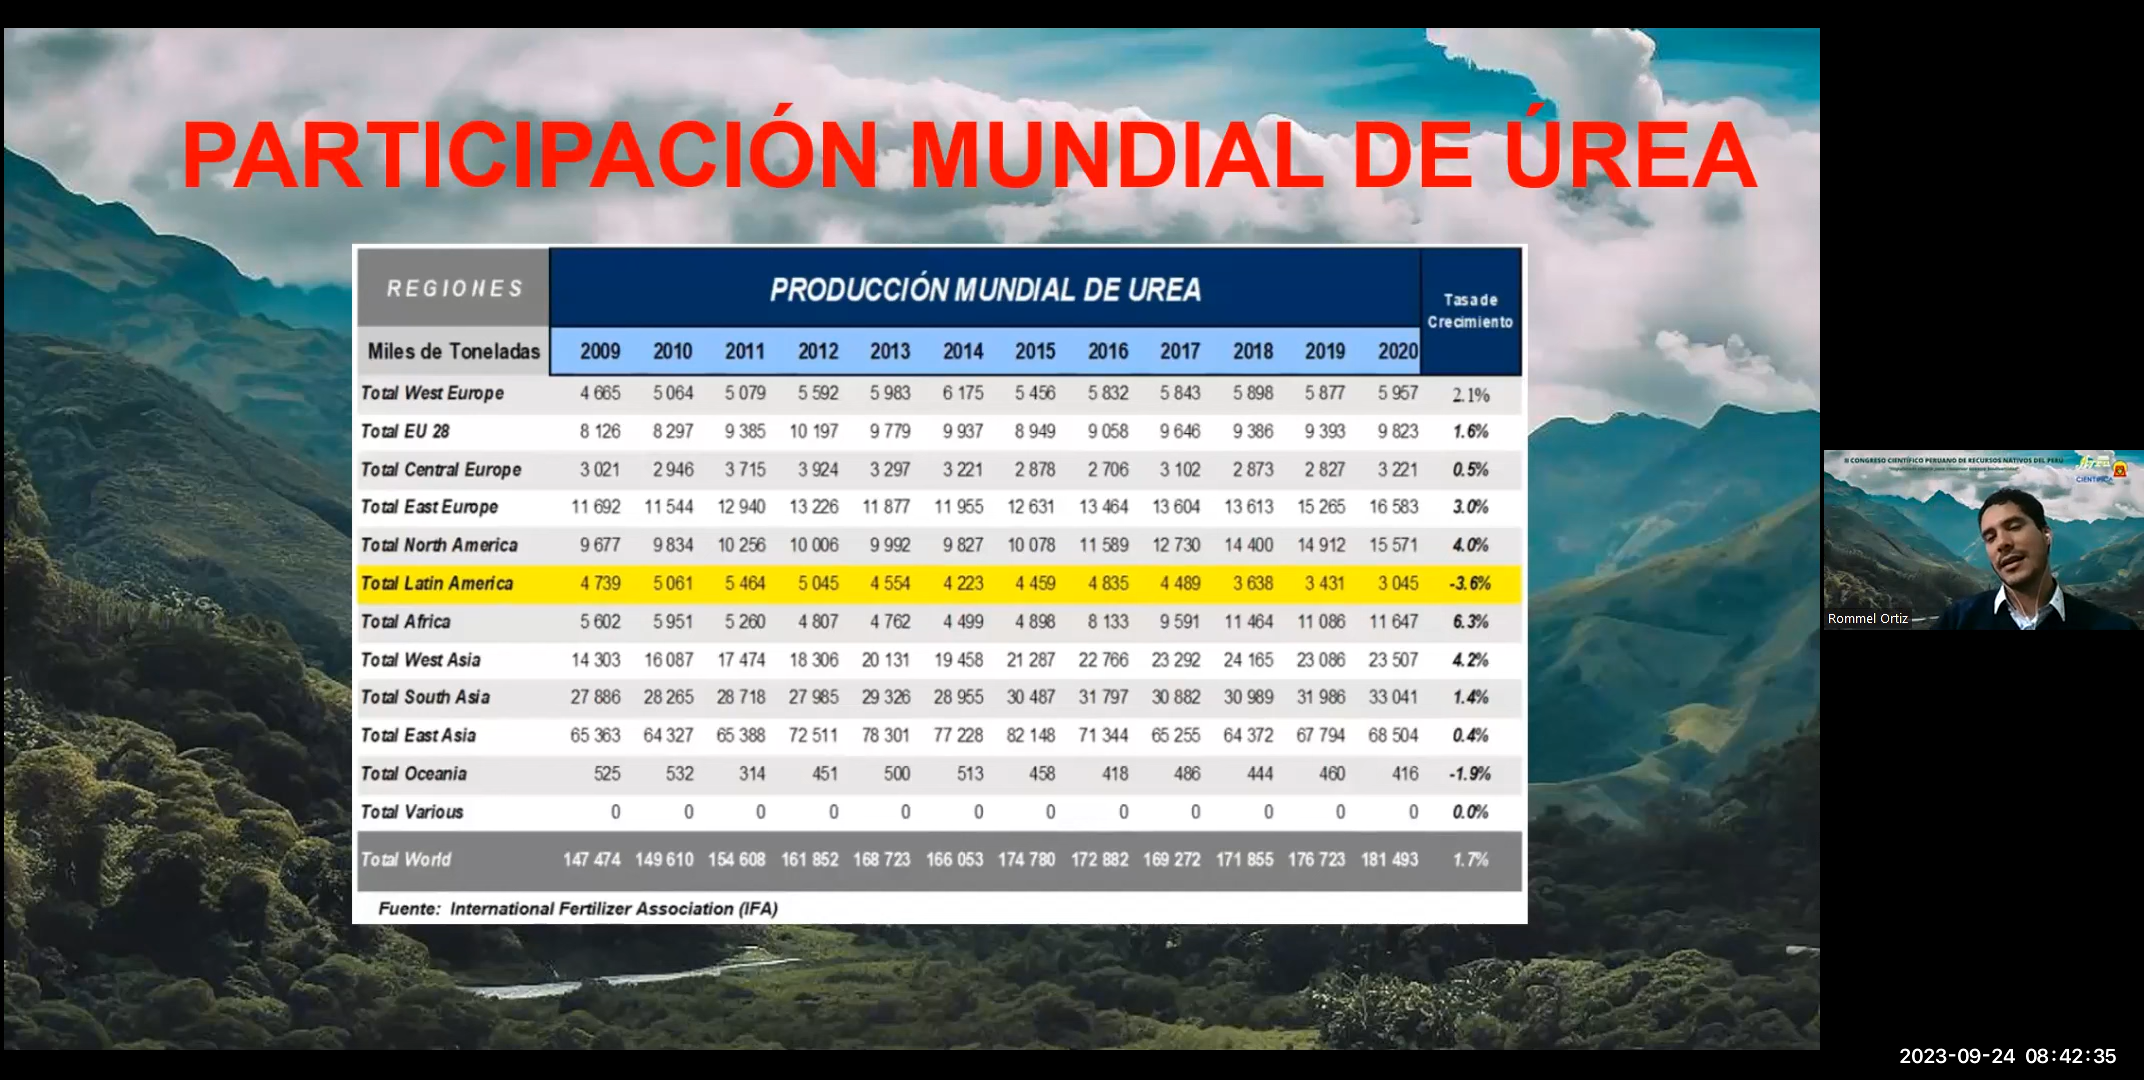 PARTICIPACIÓN MUNDIAL DE ÚREA
REGIONES
PRODUCCIÓN MUNDIAL DE UREA
Tasa de
Crecimiento
Miles de Toneladas 2009 2010 2011 2012 2013 2014 2015 2016 2017 2018 2019 2020
Total West Europe 4 665 5 064 5 079 5 592 5 983 6 175 5 456 5 832 5 843 5 898 5 877 5 957 2.1%
Total EU 28 8 126 8 297 9 385 10 197 9 779 9 937 8 949 9 058 9 646 9 386 9 393 9 823 1.6%
Total Central Europe 3 021 2 946 3 715 3 924 3 297 3 221 2 878 2 706 3 102 2 873 2 827 3 221 0.5%
Total East Europe 11 692 11 544 12 940 13 226 11 877 11 955 12 631 13 464 13 604 13 613 15 265 16 583 3.0%
Total North America 9 677 9 834 10 256 10 006 9 992 9 827 10 078 11 589 12 730 14 400 14 912 15 571 4.0%
Total Latin America 4 739 5 061 5 464 5 045 4 554 4 223 4 459 4 835 4 489 3 638 3 431 3 045 -3.6%
Total Africa 5 602 5 951 5 260 4 807 4 762 4 499 4 898 8 133 9 591 11 464 11 086 11 647 6.3%
Total West Asia 14 303 16 087 17 474 18 306 20 131 19 458 21 287 22 766 23 292 24 165 23 086 23 507 4.2%
Total South Asia 27 886 28 265 28 718 27 985 29 326 28 955 30 487 31 797 30 882 30 989 31 986 33 041 1.4%
Total East Asia 65 363 64 327 65 388 72 511 78 301 77 228 82 148 71 344 65 255 64 372 67 794 68 504 0.4%
Total Oceania 525 532 314 451 500 513 458 418 486 444 460 416 -1.9%
Total Various 0 0 0 0 0 0 0 0 0 0 0 0 0.0%
Total World 147 474 149 610 154 608 161 852 168 723 166 053 174 780 172 882 169 272 171 855 176 723 181 493 1.7%
Fuente: International Fertilizer Association (IFA)
II CONGRESO CIENTÍFICO PERUANO DE RECURSOS NATIVOS DEL PERÚ
CIENTÍFICA
Rommel Ortiz
2023-09-24 08:42:35